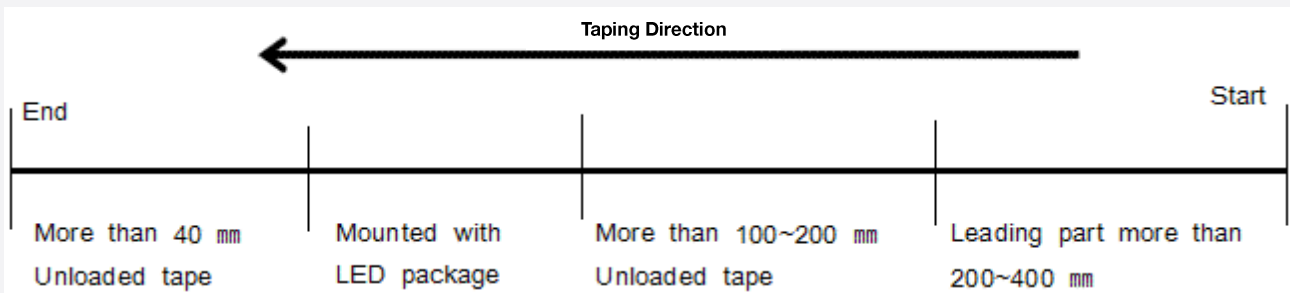 Taping Direction
End
Start
More than 40 ㎜
Unloaded tape
Mounted with
LED package
More than 100~200 ㎜
Unloaded tape
Leading part more than
200~400 ㎜